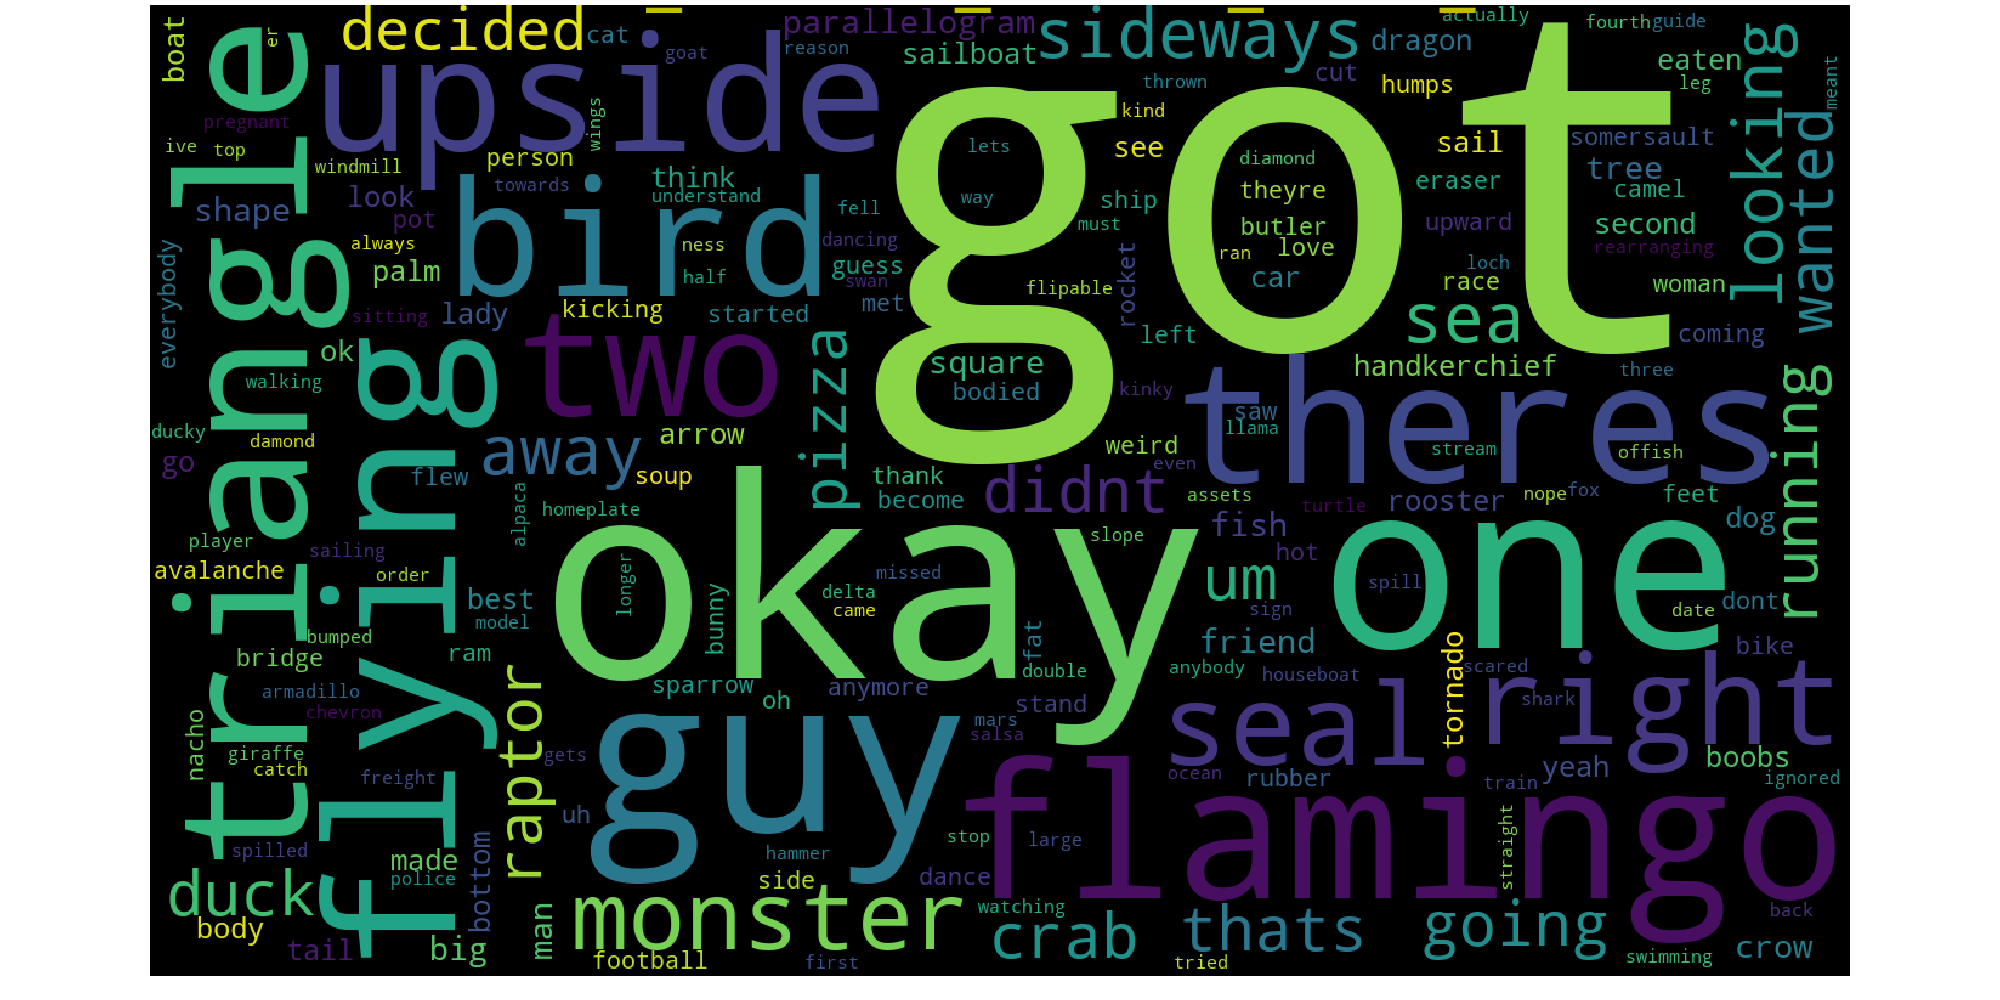 boat
er
decided
cat
goat
reason
parallelogram
sailboat
sideways
actually
dragon
fourth
guide
looking
eaten
leg
meant
upside
got
thrown
cut
humps
kind
pregnant
ive
top
windmill
person
wings
towards
think
understand
lets
see
diamond
sail
somersault
tree
wanted
triangle
shape
look
pot
bird
fell
way
ship
theyre
eraser
camel
always
palm
ness
half
dancing
guess
swan
must
butler
love
ran
upward
second
rearranging
everybody
sitting
lady
kicking
started
met
flipable
rocket
car
loch
race
woman
ok
walking
flying
two
pizza
square
bodied
left
kinky
sea
handkerchief
coming
three
running
ducky
damond
go
away
arrow
flew
soup
thank
become
didnt
weird
even
theres
saw
llama
stream
offish
assets
turtle
rooster
nope
fox
feet
dog
player
avalanche
sailing
order
alpaca
homeplate
okay
longer
missed
delta
came
slope
fish
hot
one
spill
date
dont
bumped
bridge
best
model
ram
bunny
fat
double
um
sign
friend
anybody
houseboat
tornado
scared
bike
armadillo
chevron
nacho
giraffe
catch
freight
raptor
sparrow
oh
anymore
stand
mars
salsa
seal
right
shark
gets
uh
guy
ocean
rubber
train
yeah
boobs
ignored
spilled
made
police
bottom
hammer
stop
large
flamingo
straight
duck
body
tail
big
man
side
dance
monster
watching
football
first
crab
thats
tried
going
back
crow
swimming